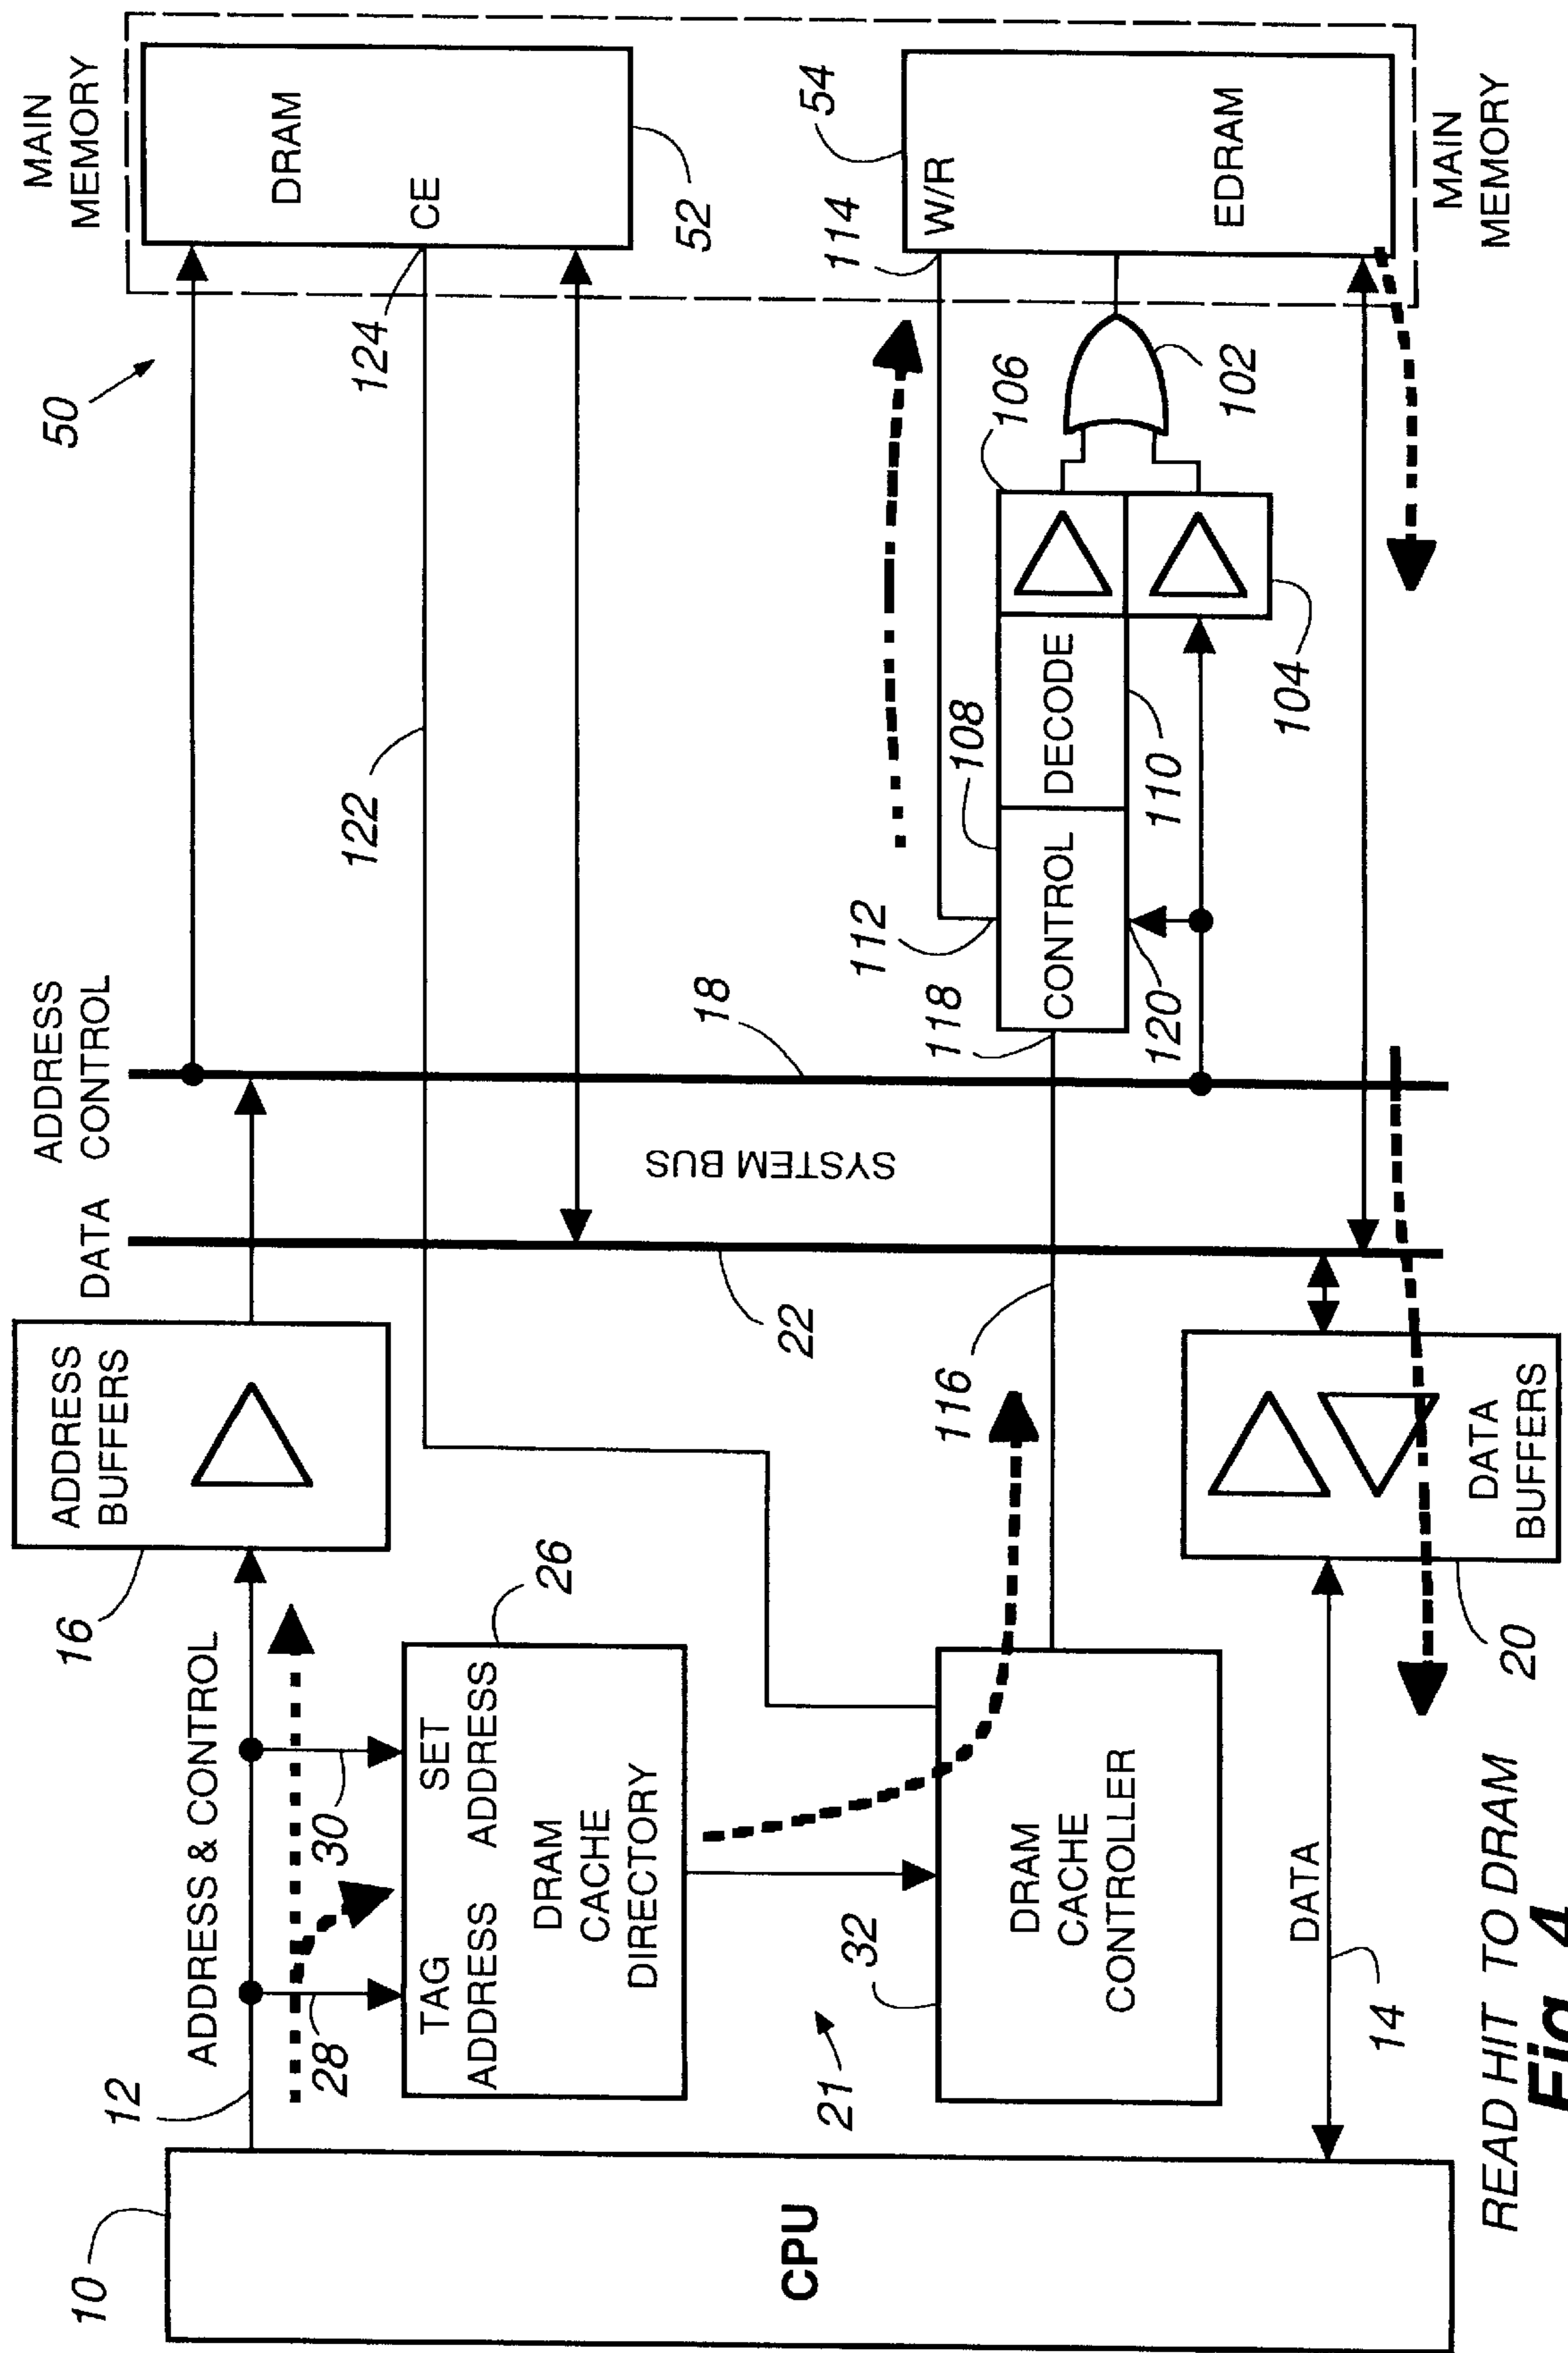 50
MAIN
MEMORY
DRAM
CE
52
124
122
MAIN
MEMORY
EDRAM
W/R
54
114
102
106
104
108
110
CONTROL
DECODE
112
118
120
ADDRESS
CONTROL
DATA
18
SYSTEM BUS
22
116
ADDRESS
BUFFERS
16
ADDRESS & CONTROL
12
28
30
26
TAG
ADDRESS
SET
ADDRESS
DRAM
CACHE
DIRECTORY
21
32
DRAM
CACHE
CONTROLLER
DATA
BUFFERS
20
DATA
14
10
CPU
READ HIT TO DRAM
Fig. 4